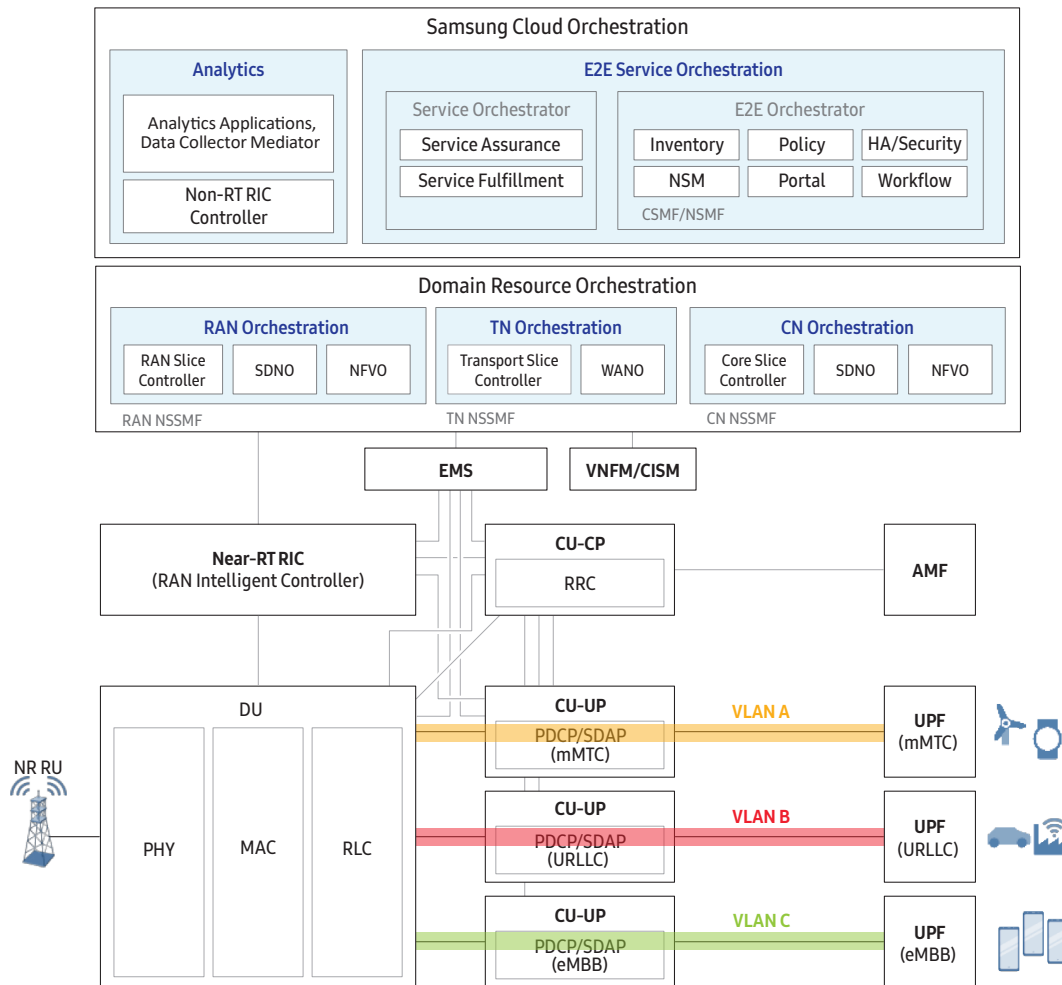 Samsung Cloud Orchestration
Analytics
Analytics Applications,
Data Collector Mediator
Non-RT RIC
Controller
E2E Service Orchestration
Service Orchestrator
Service Assurance
Service Fulfillment
E2E Orchestrator
Inventory
Policy
HA/Security
NSM
Portal
Workflow
CSMF/NSMF
Domain Resource Orchestration
RAN Orchestration
RAN Slice
Controller
SDNO
NFVO
RAN NSSMF
TN Orchestration
Transport Slice
Controller
WANO
TN NSSMF
CN Orchestration
Core Slice
Controller
SDNO
NFVO
CN NSSMF
EMS
VNFM/CISM
Near-RT RIC
(RAN Intelligent Controller)
CU-CP
RRC
AMF
NR RU
DU
PHY
MAC
RLC
CU-UP
PDCP/SDAP
(mMTC)
VLAN A
UPF
(mMTC)
CU-UP
PDCP/SDAP
(URLLC)
VLAN B
UPF
(URLLC)
CU-UP
PDCP/SDAP
(eMBB)
VLAN C
UPF
(eMBB)